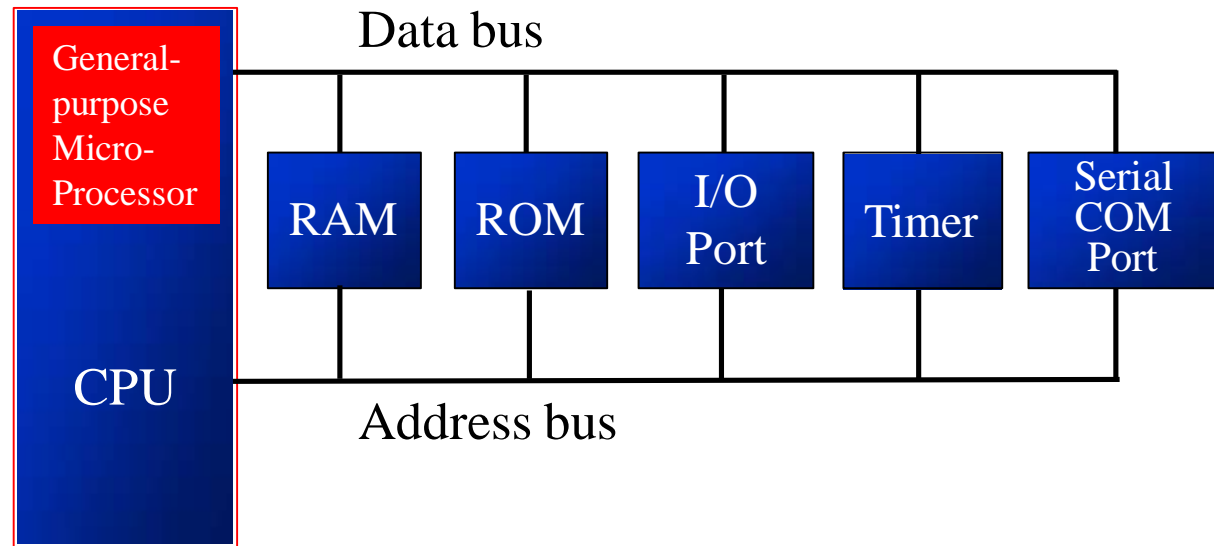 Data bus
General-
purpose
Micro-
Processor
RAM
ROM
I/O
Port
Timer
Serial
COM
Port
CPU
Address bus